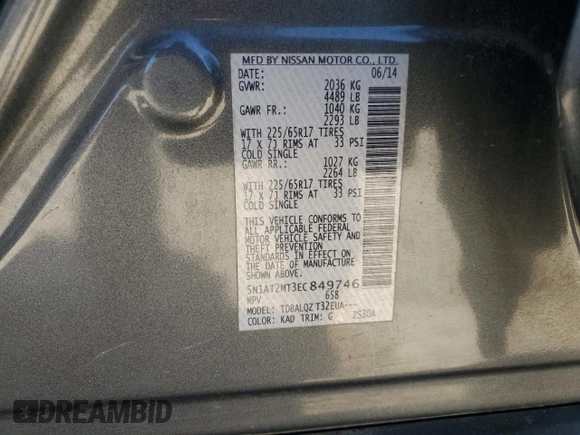 MFD BY NISSAN MOTOR CO., LTD.
DATE: 06/14
GVWR: 2036 KG
4489 LB
GAWR FR.: 1040 KG
2293 LB
WITH 225/65R17 TIRES
17 X 7J RIMS AT 33 PSI
COLD SINGLE
GAWR RR.: 1027 KG
2264 LB
WITH 225/65R17 TIRES
17 X 7J RIMS AT 33 PSI
COLD SINGLE
THIS VEHICLE CONFORMS TO
ALL APPLICABLE FEDERAL
MOTOR VEHICLE SAFETY AND
THEFT PREVENTION
STANDARDS IN EFFECT ON THE
DATE OF MANUFACTURE
SHOWN ABOVE.
5N1AT2MT3EC849746
MPV 658
MODEL: TDBALQZ T32EUA---
COLOR: KAD TRIM: G ZS30A
DREAMBID